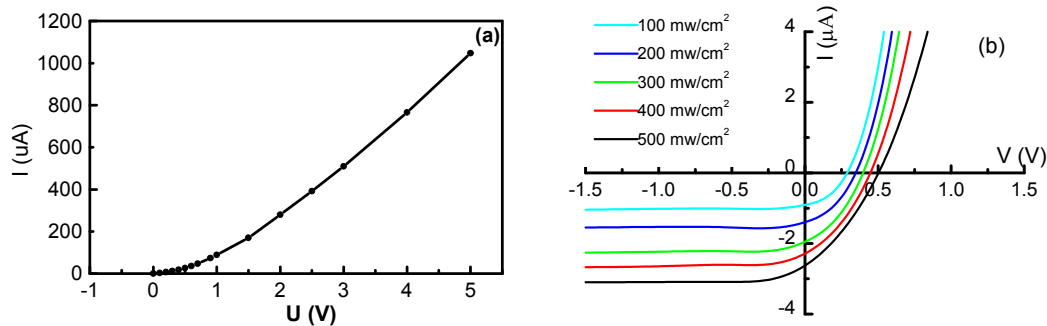 (a)
1200
1000
800
600
400
200
0
I (uA)
-1 0 1 2 3 4 5
U (V)
(b)
100 mw/cm²
200 mw/cm²
300 mw/cm²
400 mw/cm²
500 mw/cm²
I (μA)
4
2
0
-2
-4
V (V)
-1.5 -1.0 -0.5 0.0 0.5 1.0 1.5